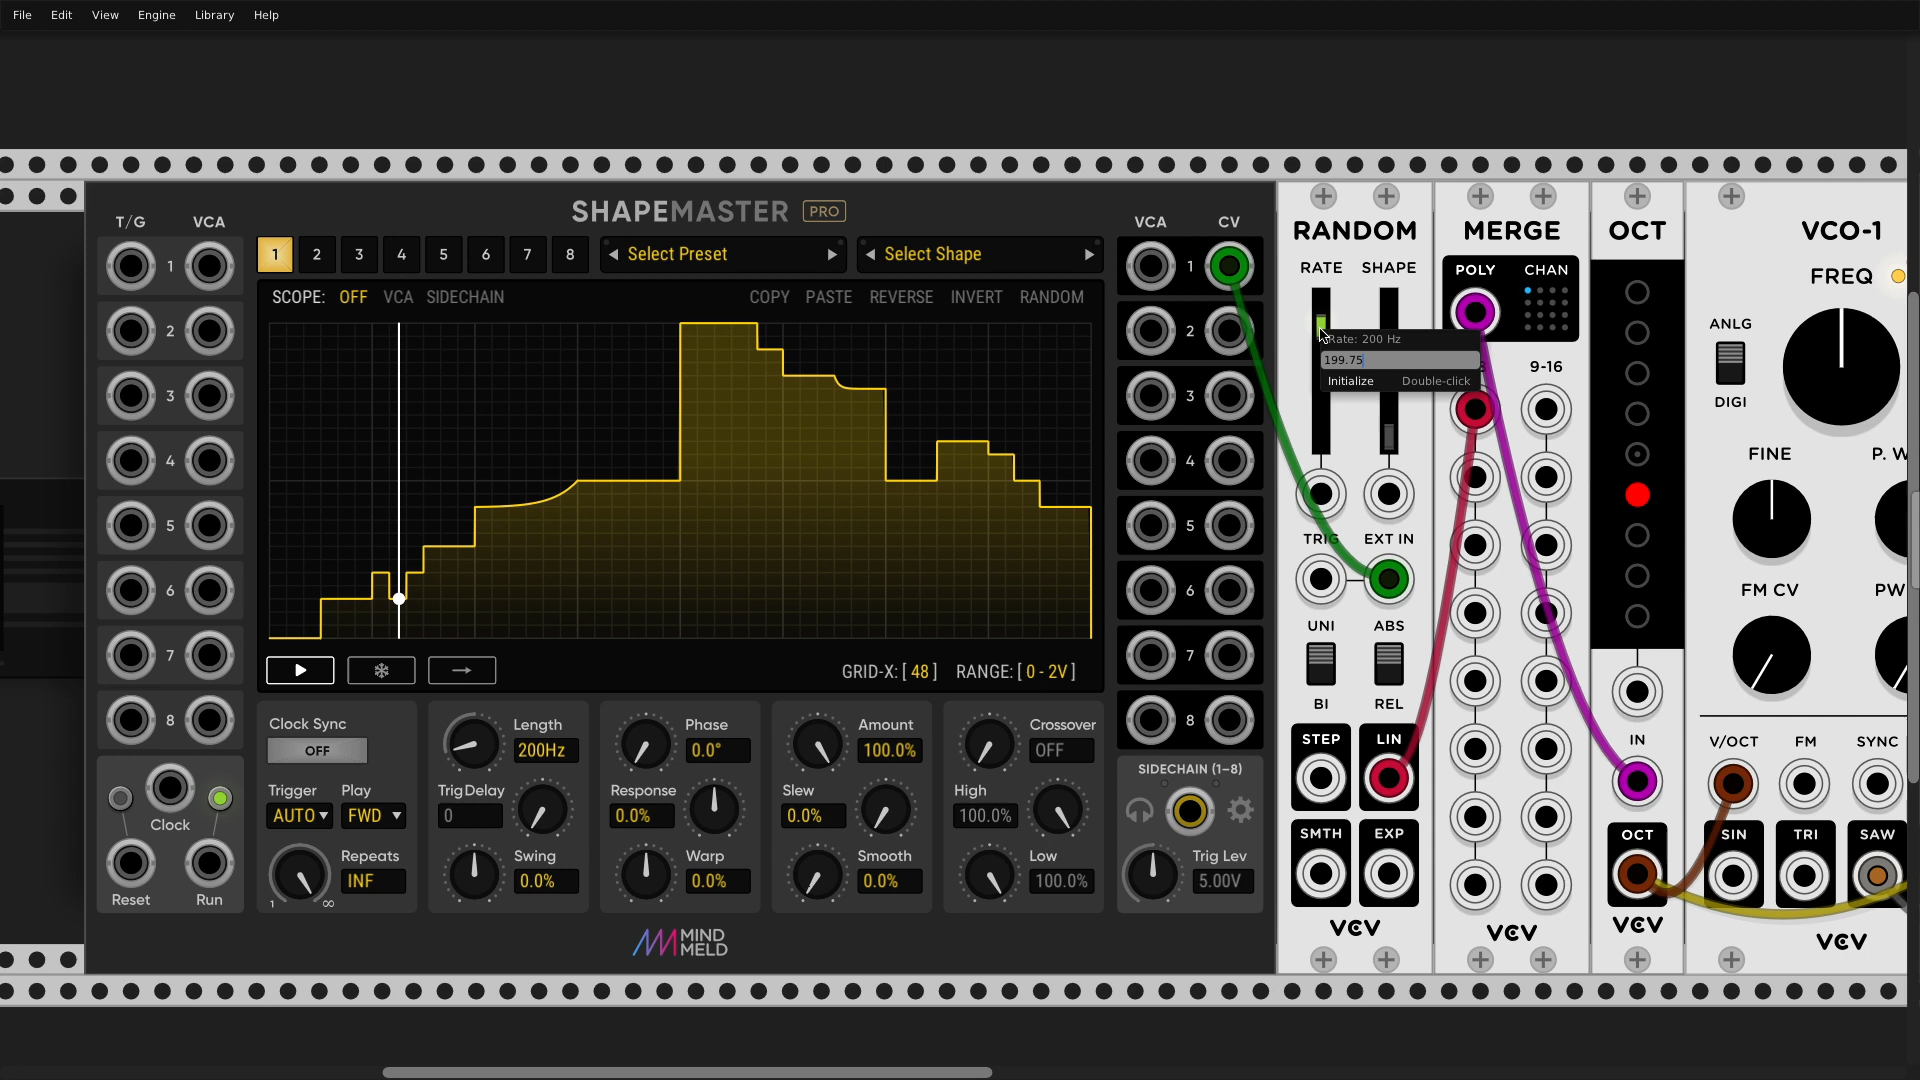 File Edit View Engine Library Help
SHAPEMASTER PRO
T/G VCA
1 2 3 4 5 6 7 8
Select Preset
Select Shape
SCOPE: OFF VCA SIDECHAIN
COPY PASTE REVERSE INVERT RANDOM
1
2
3
4
5
6
7
8
GRID-X: [ 48 ] RANGE: [ 0 - 2V ]
Clock
Reset Run
Clock Sync
OFF
Trigger Play
AUTO FWD
Repeats
INF
1 ∞
Length
200Hz
Trig Delay
0
Swing
0.0%
Phase
0.0°
Response
0.0%
Warp
0.0%
Amount
100.0%
Slew
0.0%
Smooth
0.0%
Crossover
OFF
High
100.0%
Low
100.0%
MIND
MELD
VCA CV
1
2
3
4
5
6
7
8
SIDECHAIN (1–8)
Trig Lev
5.00V
RANDOM
RATE SHAPE
Rate: 200 Hz
199.75
Initialize Double-click
TRIG EXT IN
UNI ABS
BI REL
STEP LIN
SMTH EXP
VCV
MERGE
POLY CHAN
9-16
VCV
OCT
IN
OCT
VCV
VCO-1
FREQ
ANLG
DIGI
FINE P. W
FM CV PW
V/OCT FM SYNC
SIN TRI SAW
VCV